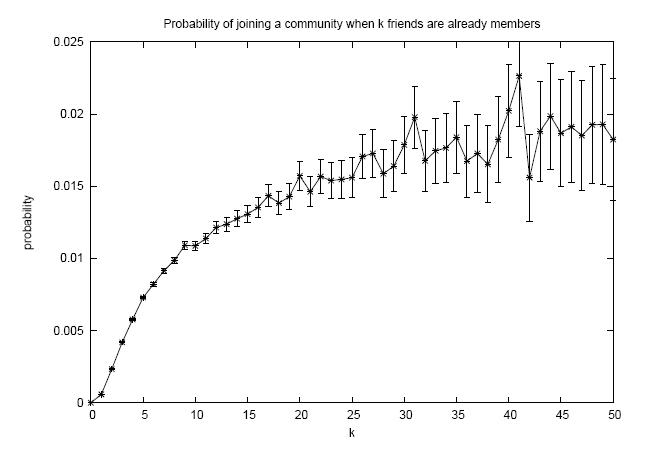 Probability of joining a community when k friends are already members
0.025
0.02
0.015
0.01
0.005
0
probability
0 5 10 15 20 25 30 35 40 45 50
k